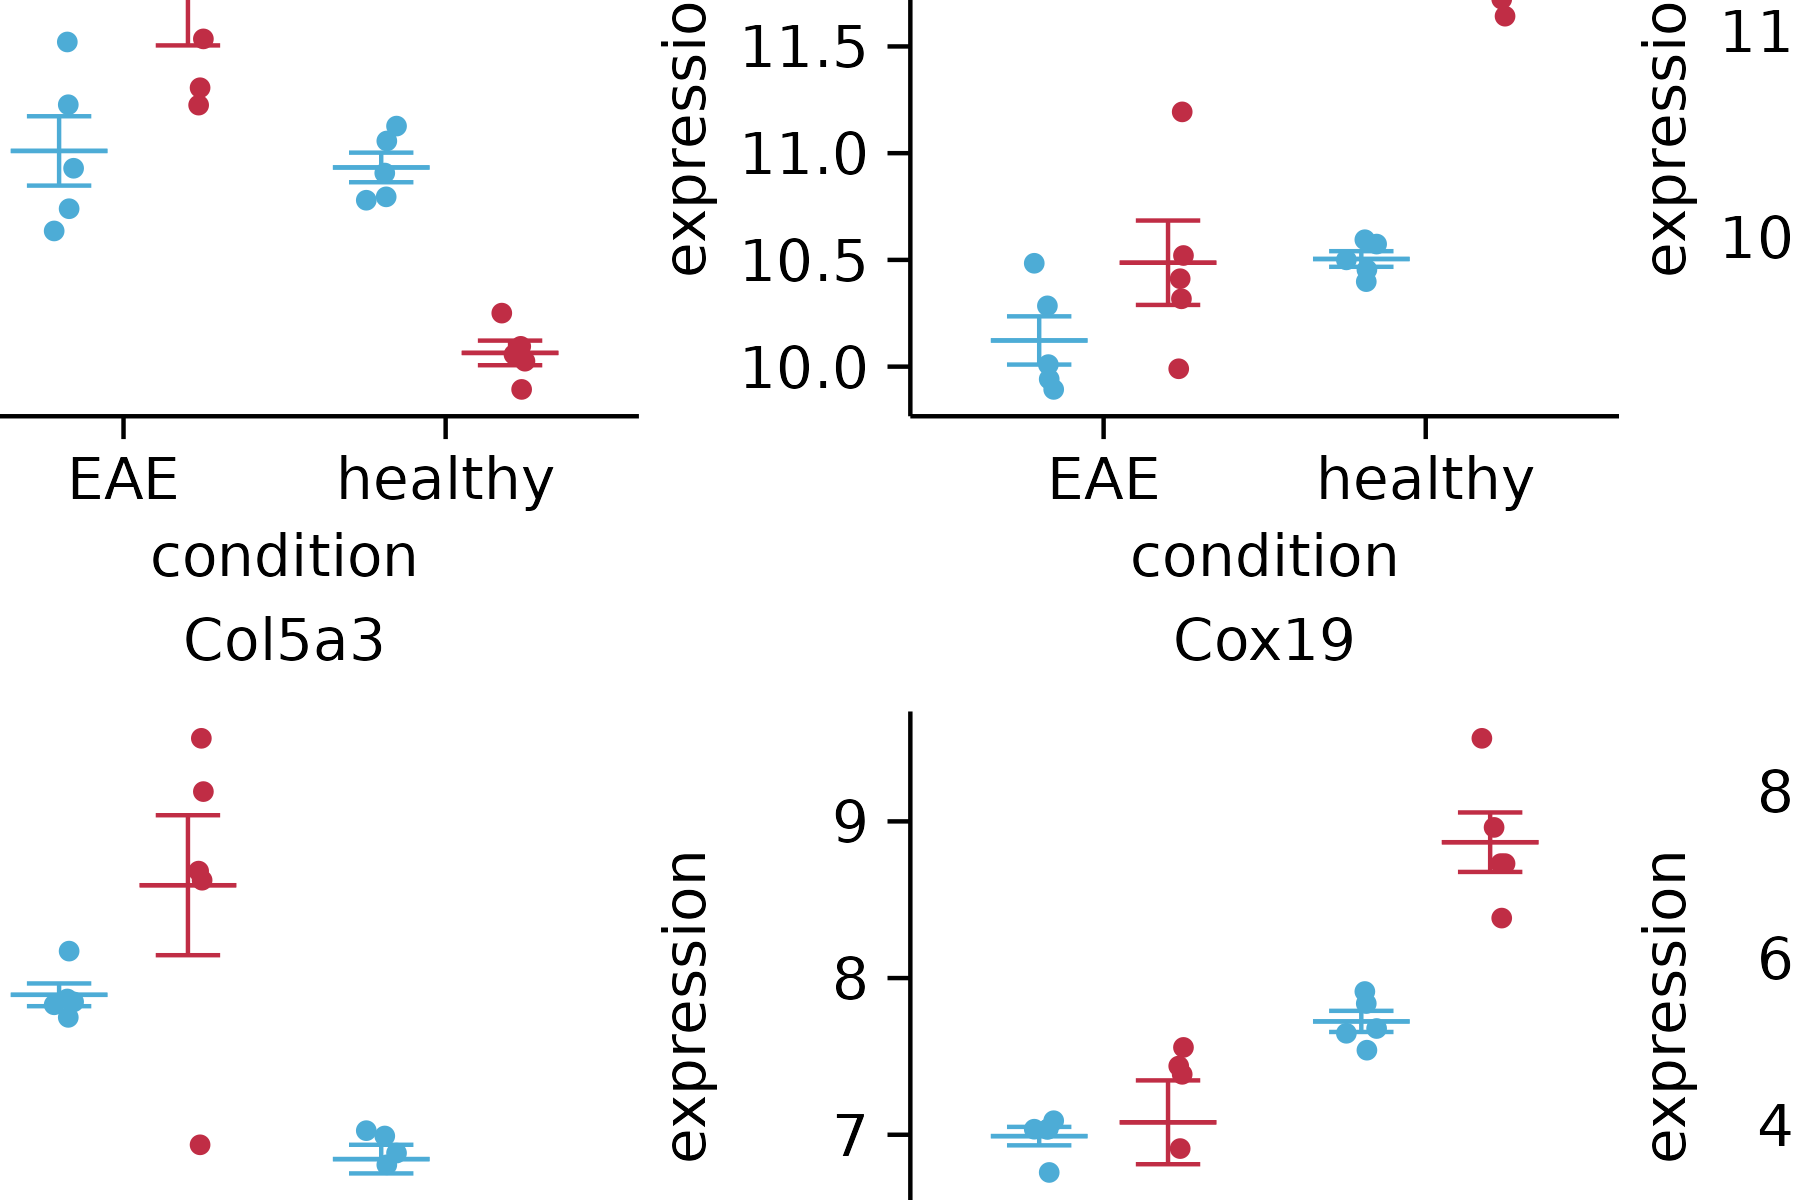 expressio
11.5
11.0
10.5
10.0
expressio
11
10
EAE healthy
condition
EAE healthy
condition
Col5a3
Cox19
expression
9
8
7
expression
8
6
4